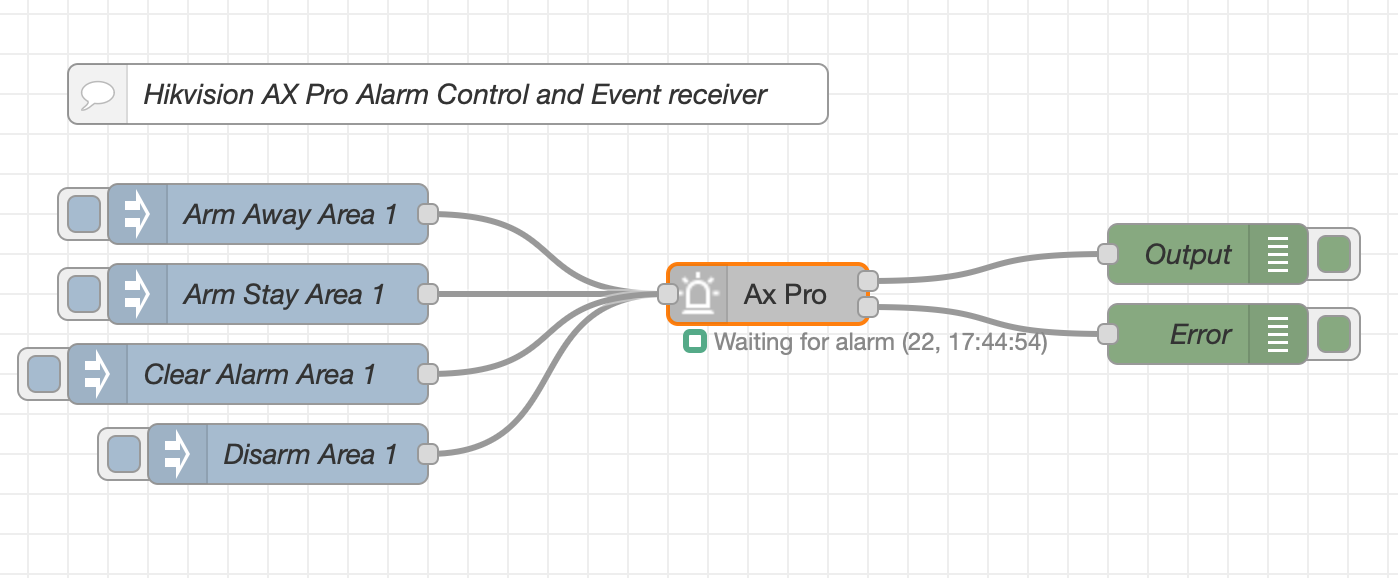 Hikvision AX Pro Alarm Control and Event receiver
Arm Away Area 1
Arm Stay Area 1
Clear Alarm Area 1
Disarm Area 1
Ax Pro
Waiting for alarm (22, 17:44:54)
Output
Error